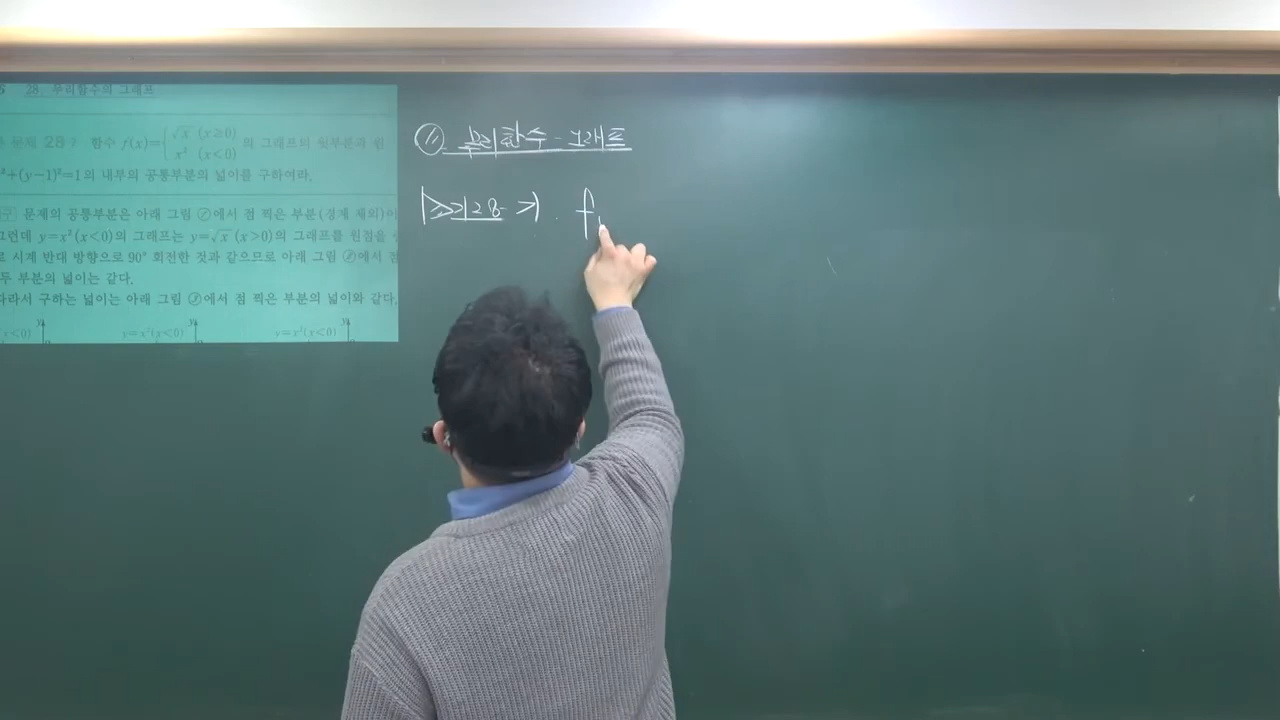 28. 무리함수의 그래프
문제 28-7 함수 f(x)={√x (x≥0) x² (x<0) 의 그래프의 윗부분과 원
²+(y−1)²=1의 내부의 공통부분의 넓이를 구하여라.
문제의 공통부분은 아래 그림 ㉠에서 점 찍은 부분(경계 제외)이
그런데 y=x²(x<0)의 그래프는 y=√x(x>0)의 그래프를 원점을
로 시계 반대 방향으로 90° 회전한 것과 같으므로 아래 그림 ㉡에서
두 부분의 넓이는 같다.
따라서 구하는 넓이는 아래 그림 ㉢에서 점 찍은 부분의 넓이와 같다.
(x<0) y y=x²(x<0) y y=x²(x<0) y
⑪ 무리함수-그래프
28-7. f